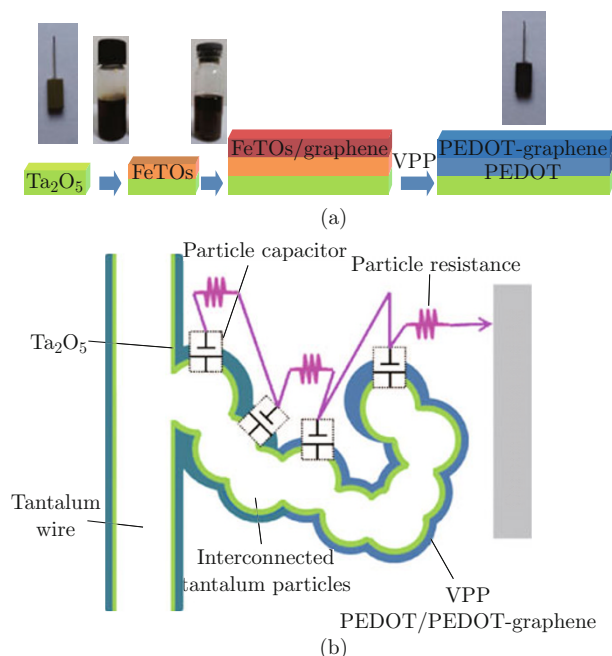 Ta₂O₅
FeTOs
FeTOs/graphene
VPP
PEDOT-graphene
PEDOT
(a)
Particle capacitor
Particle resistance
Ta₂O₅
Tantalum
wire
Interconnected
tantalum particles
VPP
PEDOT/PEDOT-graphene
(b)